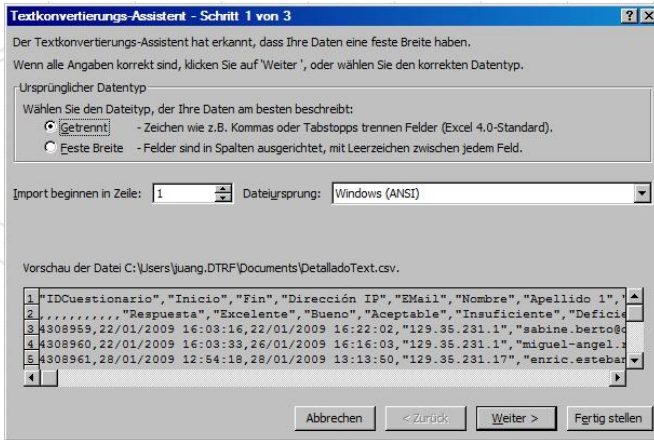 Textkonvertierungs-Assistent - Schritt 1 von 3
Der Textkonvertierungs-Assistent hat erkannt, dass Ihre Daten eine feste Breite haben.
Wenn alle Angaben korrekt sind, klicken Sie auf 'Weiter ', oder wählen Sie den korrekten Datentyp.
Ursprünglicher Datentyp
Wählen Sie den Dateityp, der Ihre Daten am besten beschreibt:
Getrennt - Zeichen wie z.B. Kommas oder Tabstopps trennen Felder (Excel 4.0-Standard).
Feste Breite - Felder sind in Spalten ausgerichtet, mit Leerzeichen zwischen jedem Feld.
Import beginnen in Zeile: 1 Dateiursprung: Windows (ANSI)
Vorschau der Datei C:\Users\juang.DTRF\Documents\DetalladoText.csv.
1 "IDCuestionario","Inicio","Fin","Dirección IP","EMail","Nombre","Apellido 1","
2 ,,,,,,,,,,,"Respuesta","Excelente","Bueno","Aceptable","Insuficiente","Deficie
3 4308959,22/01/2009 16:03:16,22/01/2009 16:22:02,"129.35.231.1","sabine.berto@
4 4308960,22/01/2009 16:03:33,26/01/2009 16:16:03,"129.35.231.1","miguel-angel.
5 4308961,28/01/2009 12:54:18,28/01/2009 13:13:50,"129.35.231.17","enric.esteba
Abbrechen < Zurück Weiter > Fertig stellen